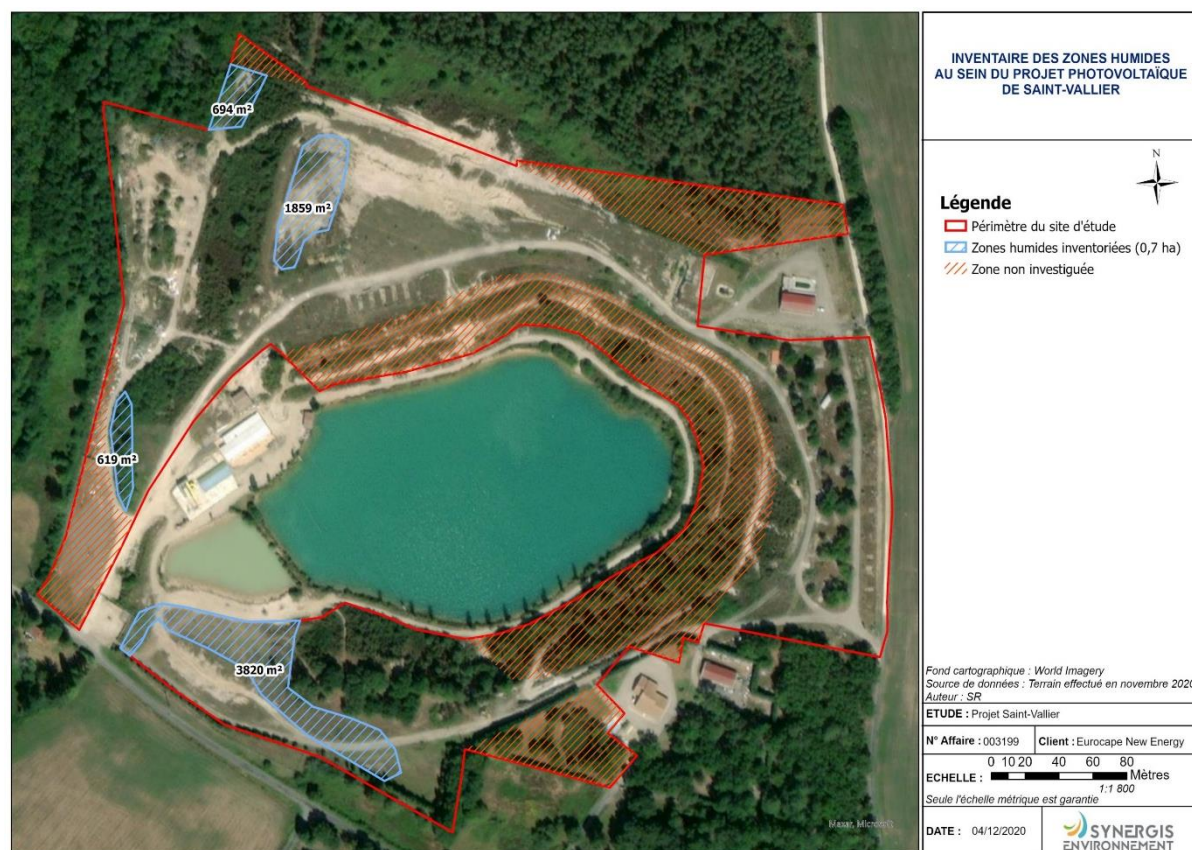 694 m²
1859 m²
619 m²
3820 m²
Maxar, Microsoft
INVENTAIRE DES ZONES HUMIDES
AU SEIN DU PROJET PHOTOVOLTAÏQUE
DE SAINT-VALLIER
N
Légende
Périmètre du site d'étude
Zones humides inventoriées (0,7 ha)
Zone non investiguée
Fond cartographique : World Imagery
Source de données : Terrain effectué en novembre 2020
Auteur : SR
ETUDE : Projet Saint-Vallier
N° Affaire : 003199 Client : Eurocape New Energy
ECHELLE : 0 10 20 40 60 80 Mètres
1:1 800
Seule l'échelle métrique est garantie
DATE : 04/12/2020
SYNERGIS
ENVIRONNEMENT